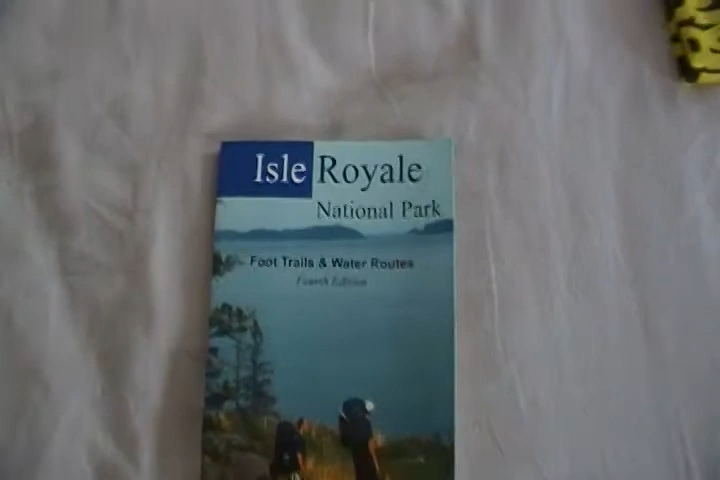 Isle Royale
National Park
Foot Trails & Water Routes
Fourth Edition